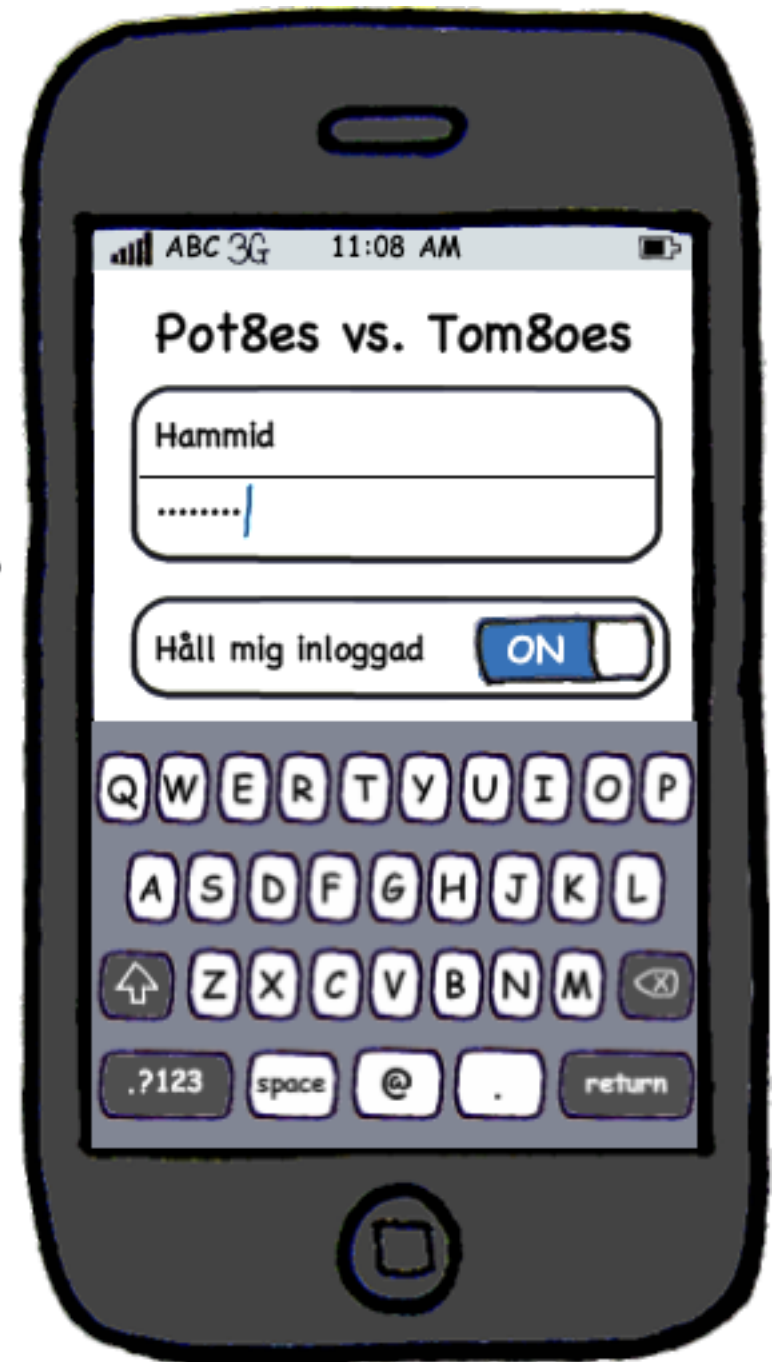 ABC 3G 11:08 AM
Pot8es vs. Tom8oes
Hammid
········
Håll mig inloggad ON
Q W E R T Y U I O P
A S D F G H J K L
Z X C V B N M
.?123 space @ . return